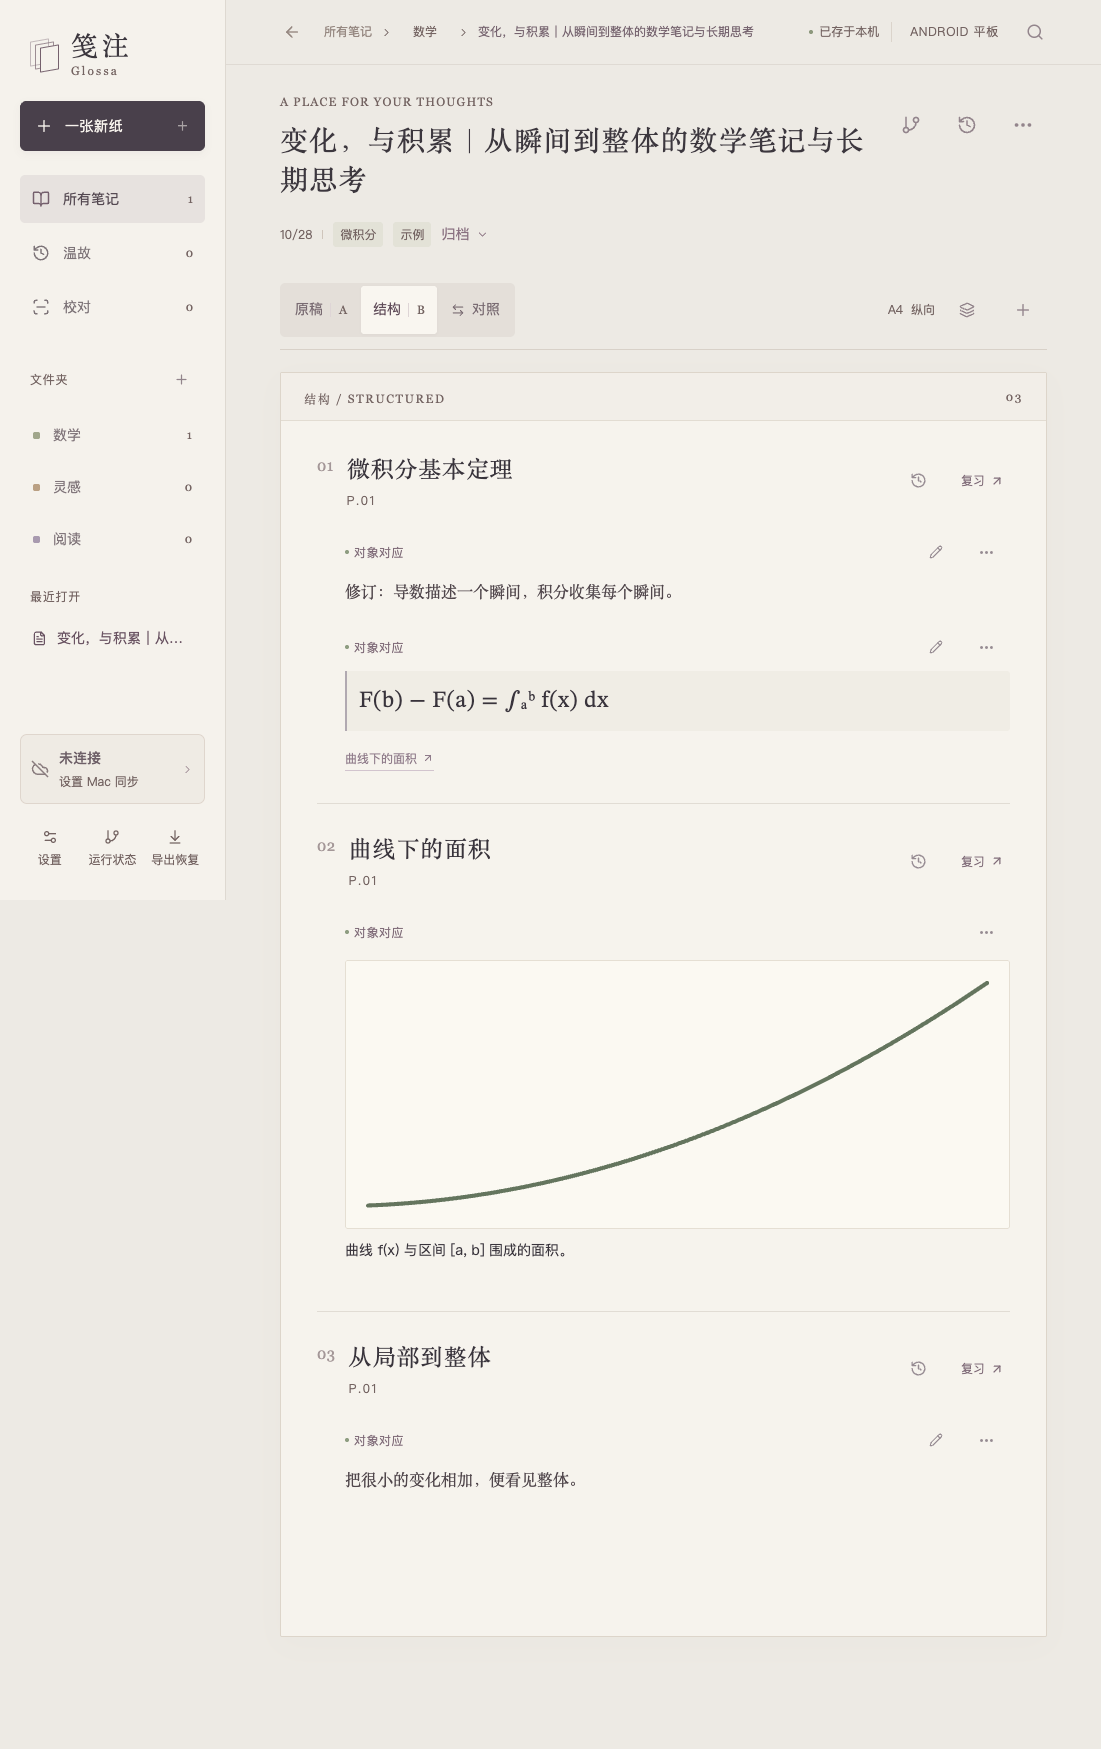 笺注
Glossa
一张新纸
所有笔记 1
温故 0
校对 0
文件夹
数学 1
灵感 0
阅读 0
最近打开
变化，与积累｜从...
未连接
设置 Mac 同步
设置 运行状态 导出恢复
所有笔记 > 数学 > 变化，与积累｜从瞬间到整体的数学笔记与长期思考
已存于本机
ANDROID 平板
A PLACE FOR YOUR THOUGHTS
变化，与积累｜从瞬间到整体的数学笔记与长
期思考
10/28 微积分 示例 归档
原稿 A 结构 B 对照
A4 纵向
结构 / STRUCTURED 03
01 微积分基本定理
P.01
复习
对象对应
修订：导数描述一个瞬间，积分收集每个瞬间。
对象对应
F(b) − F(a) = ∫ₐᵇ f(x) dx
曲线下的面积
02 曲线下的面积
P.01
复习
对象对应
曲线 f(x) 与区间 [a, b] 围成的面积。
03 从局部到整体
P.01
复习
对象对应
把很小的变化相加，便看见整体。